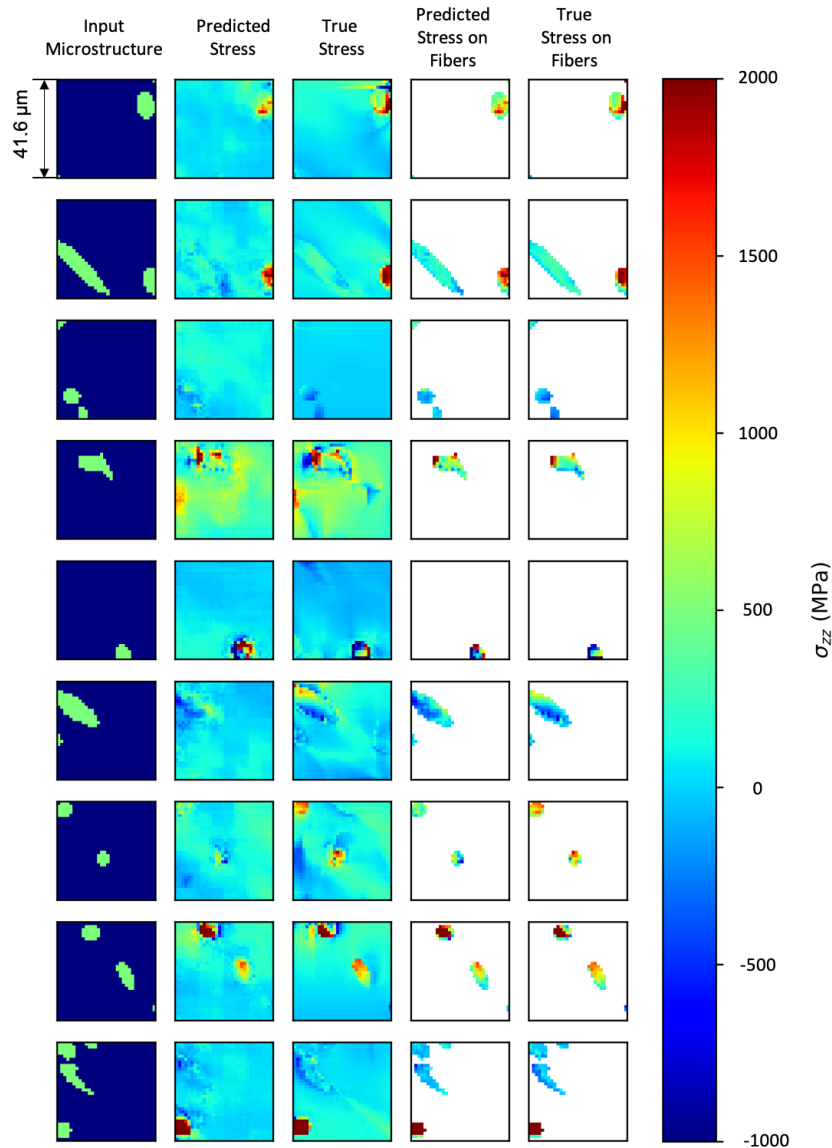 Input
Microstructure
Predicted
Stress
True
Stress
Predicted
Stress on
Fibers
True
Stress on
Fibers
41.6 μm
2000
1500
1000
500
0
-500
-1000
σzz (MPa)